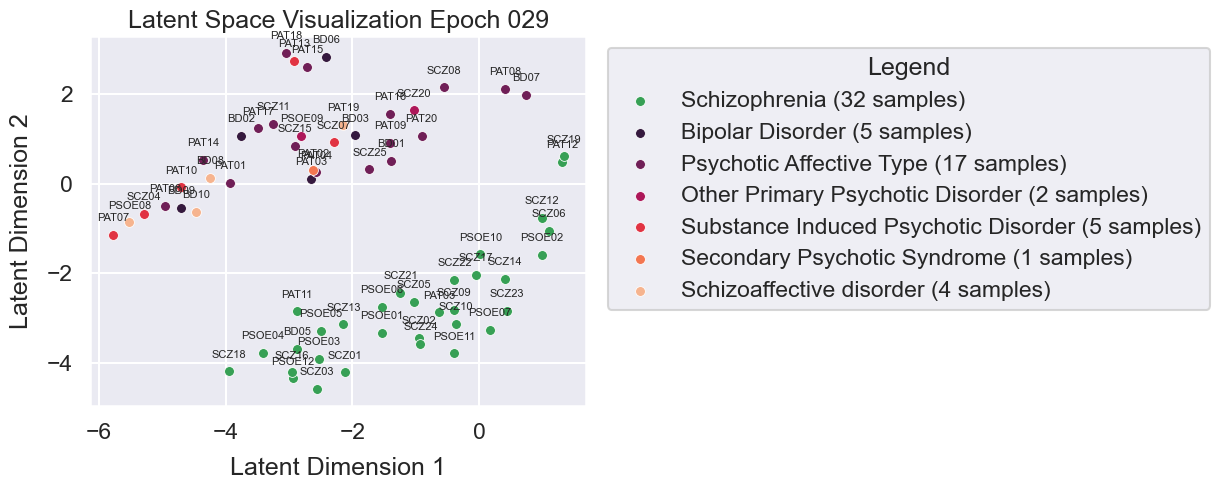 Latent Space Visualization Epoch 029
PAT18
BD06
PAT13
PAT15
SCZ08
PAT08
BD07
SCZ20
PAT19
SCZ11
PAT17
BD02
PSOE09
BD03
PAT20
SCZ15
SCZ07
PAT09
PAT14
BD01
SCZ19
PAT12
SCZ25
PAT02
PAT03
BD08
PAT01
PAT10
SCZ04
BD10
PSOE08
PAT07
SCZ12
SCZ06
PSOE10
PSOE02
SCZ17
SCZ22
SCZ14
SCZ21
SCZ05
PAT11
PAT05
SCZ09
SCZ23
SCZ13
SCZ10
PSOE05
PSOE01
SCZ02
PSOE07
SCZ24
BD05
PSOE04
PSOE03
PSOE11
SCZ18
SCZ16
SCZ01
PSOE12
SCZ03
2
0
−2
−4
−6
−4
−2
0
Latent Dimension 1
Latent Dimension 2
Legend
Schizophrenia (32 samples)
Bipolar Disorder (5 samples)
Psychotic Affective Type (17 samples)
Other Primary Psychotic Disorder (2 samples)
Substance Induced Psychotic Disorder (5 samples)
Secondary Psychotic Syndrome (1 samples)
Schizoaffective disorder (4 samples)